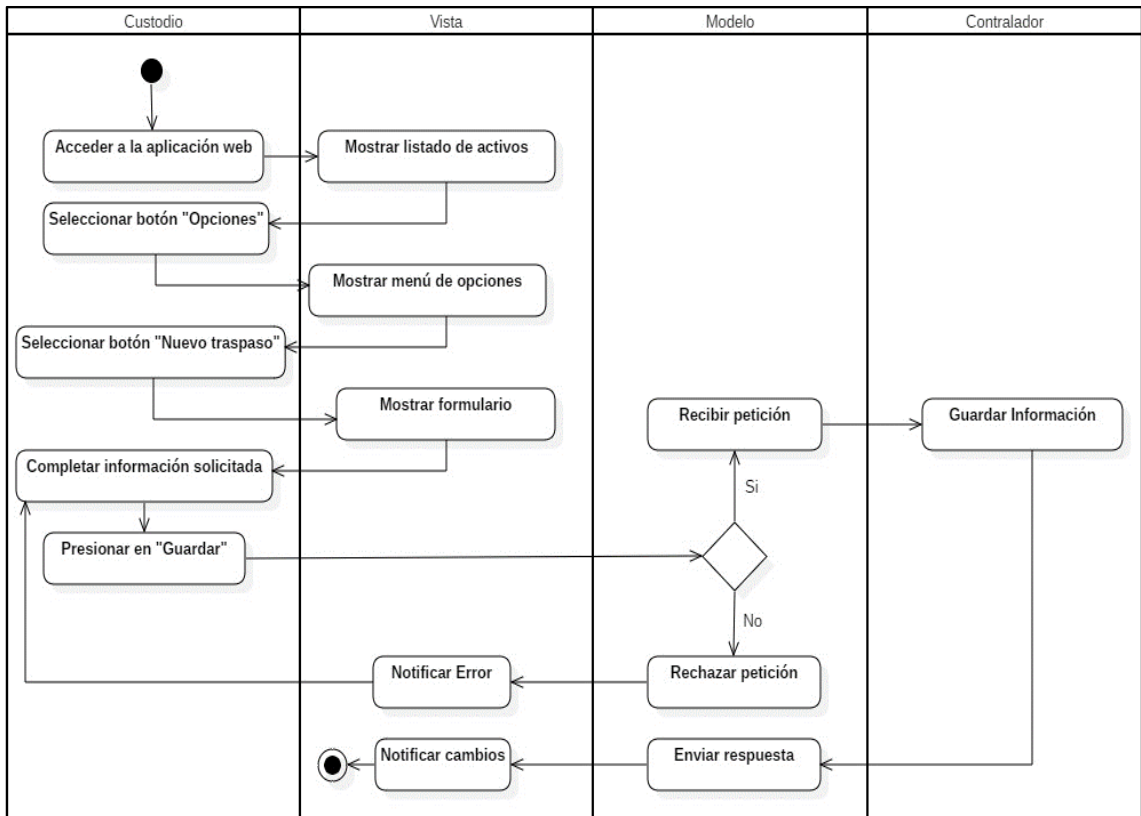 Custodio
Vista
Modelo
Contralador
Acceder a la aplicación web
Mostrar listado de activos
Seleccionar botón "Opciones"
Mostrar menú de opciones
Seleccionar botón "Nuevo traspaso"
Mostrar formulario
Recibir petición
Guardar Información
Completar información solicitada
Si
Presionar en "Guardar"
No
Notificar Error
Rechazar petición
Notificar cambios
Enviar respuesta